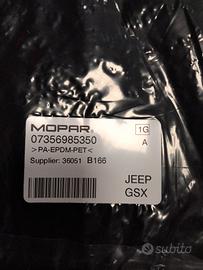 MOPAR
1G
07356985350
A
>PA-EPDM-PET<
Supplier: 36051 B166
JEEP
GSX
subito